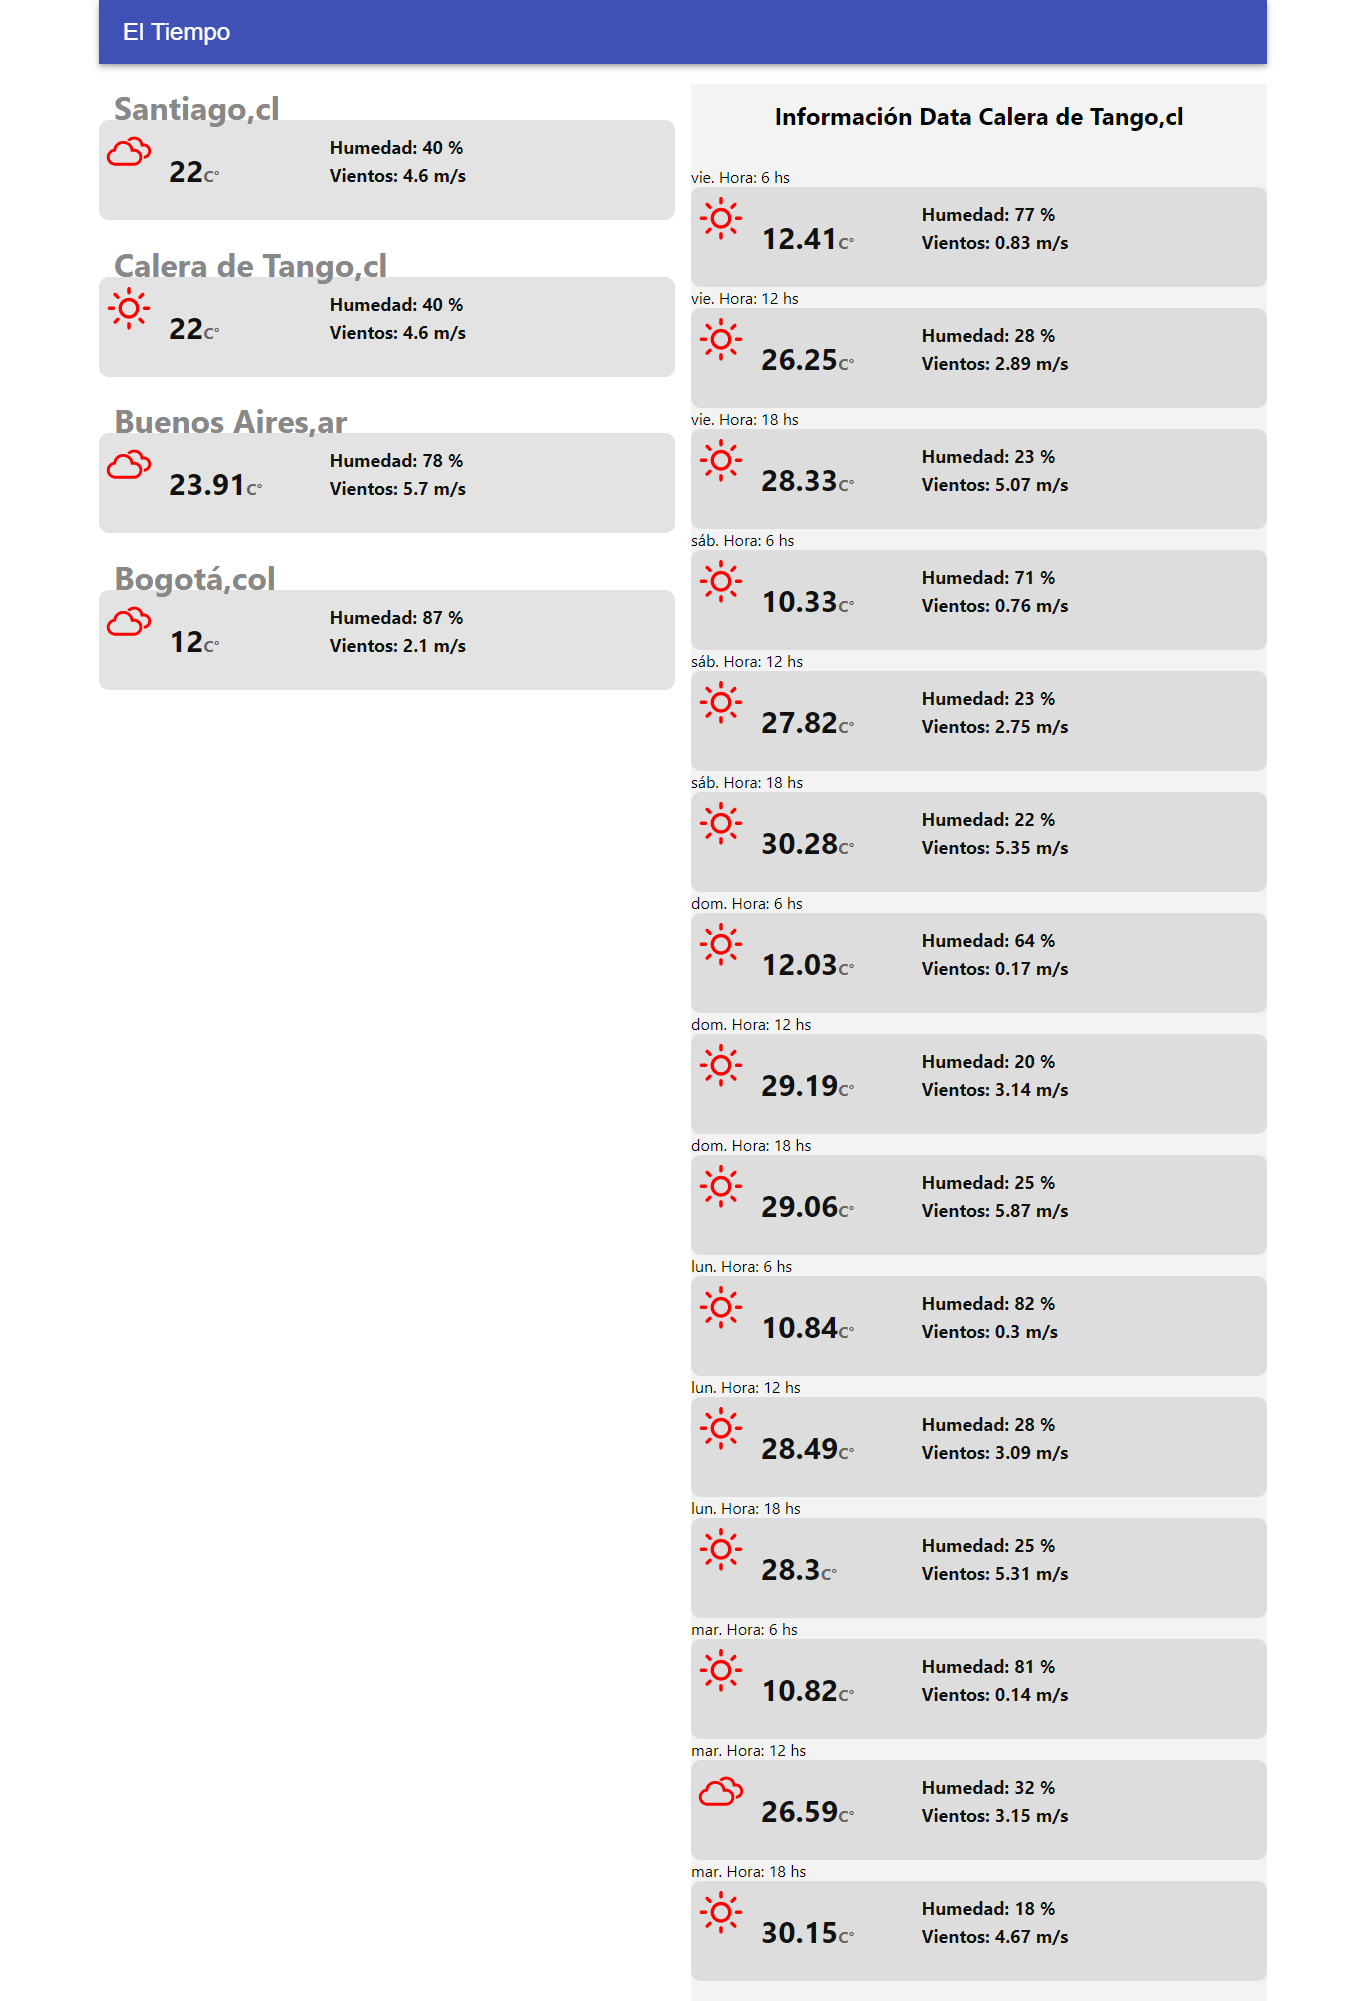 El Tiempo
Santiago,cl
22C°
Humedad: 40 %
Vientos: 4.6 m/s
Calera de Tango,cl
22C°
Humedad: 40 %
Vientos: 4.6 m/s
Buenos Aires,ar
23.91C°
Humedad: 78 %
Vientos: 5.7 m/s
Bogotá,col
12C°
Humedad: 87 %
Vientos: 2.1 m/s
Información Data Calera de Tango,cl
vie. Hora: 6 hs
12.41C°
Humedad: 77 %
Vientos: 0.83 m/s
vie. Hora: 12 hs
26.25C°
Humedad: 28 %
Vientos: 2.89 m/s
vie. Hora: 18 hs
28.33C°
Humedad: 23 %
Vientos: 5.07 m/s
sáb. Hora: 6 hs
10.33C°
Humedad: 71 %
Vientos: 0.76 m/s
sáb. Hora: 12 hs
27.82C°
Humedad: 23 %
Vientos: 2.75 m/s
sáb. Hora: 18 hs
30.28C°
Humedad: 22 %
Vientos: 5.35 m/s
dom. Hora: 6 hs
12.03C°
Humedad: 64 %
Vientos: 0.17 m/s
dom. Hora: 12 hs
29.19C°
Humedad: 20 %
Vientos: 3.14 m/s
dom. Hora: 18 hs
29.06C°
Humedad: 25 %
Vientos: 5.87 m/s
lun. Hora: 6 hs
10.84C°
Humedad: 82 %
Vientos: 0.3 m/s
lun. Hora: 12 hs
28.49C°
Humedad: 28 %
Vientos: 3.09 m/s
lun. Hora: 18 hs
28.3C°
Humedad: 25 %
Vientos: 5.31 m/s
mar. Hora: 6 hs
10.82C°
Humedad: 81 %
Vientos: 0.14 m/s
mar. Hora: 12 hs
26.59C°
Humedad: 32 %
Vientos: 3.15 m/s
mar. Hora: 18 hs
30.15C°
Humedad: 18 %
Vientos: 4.67 m/s